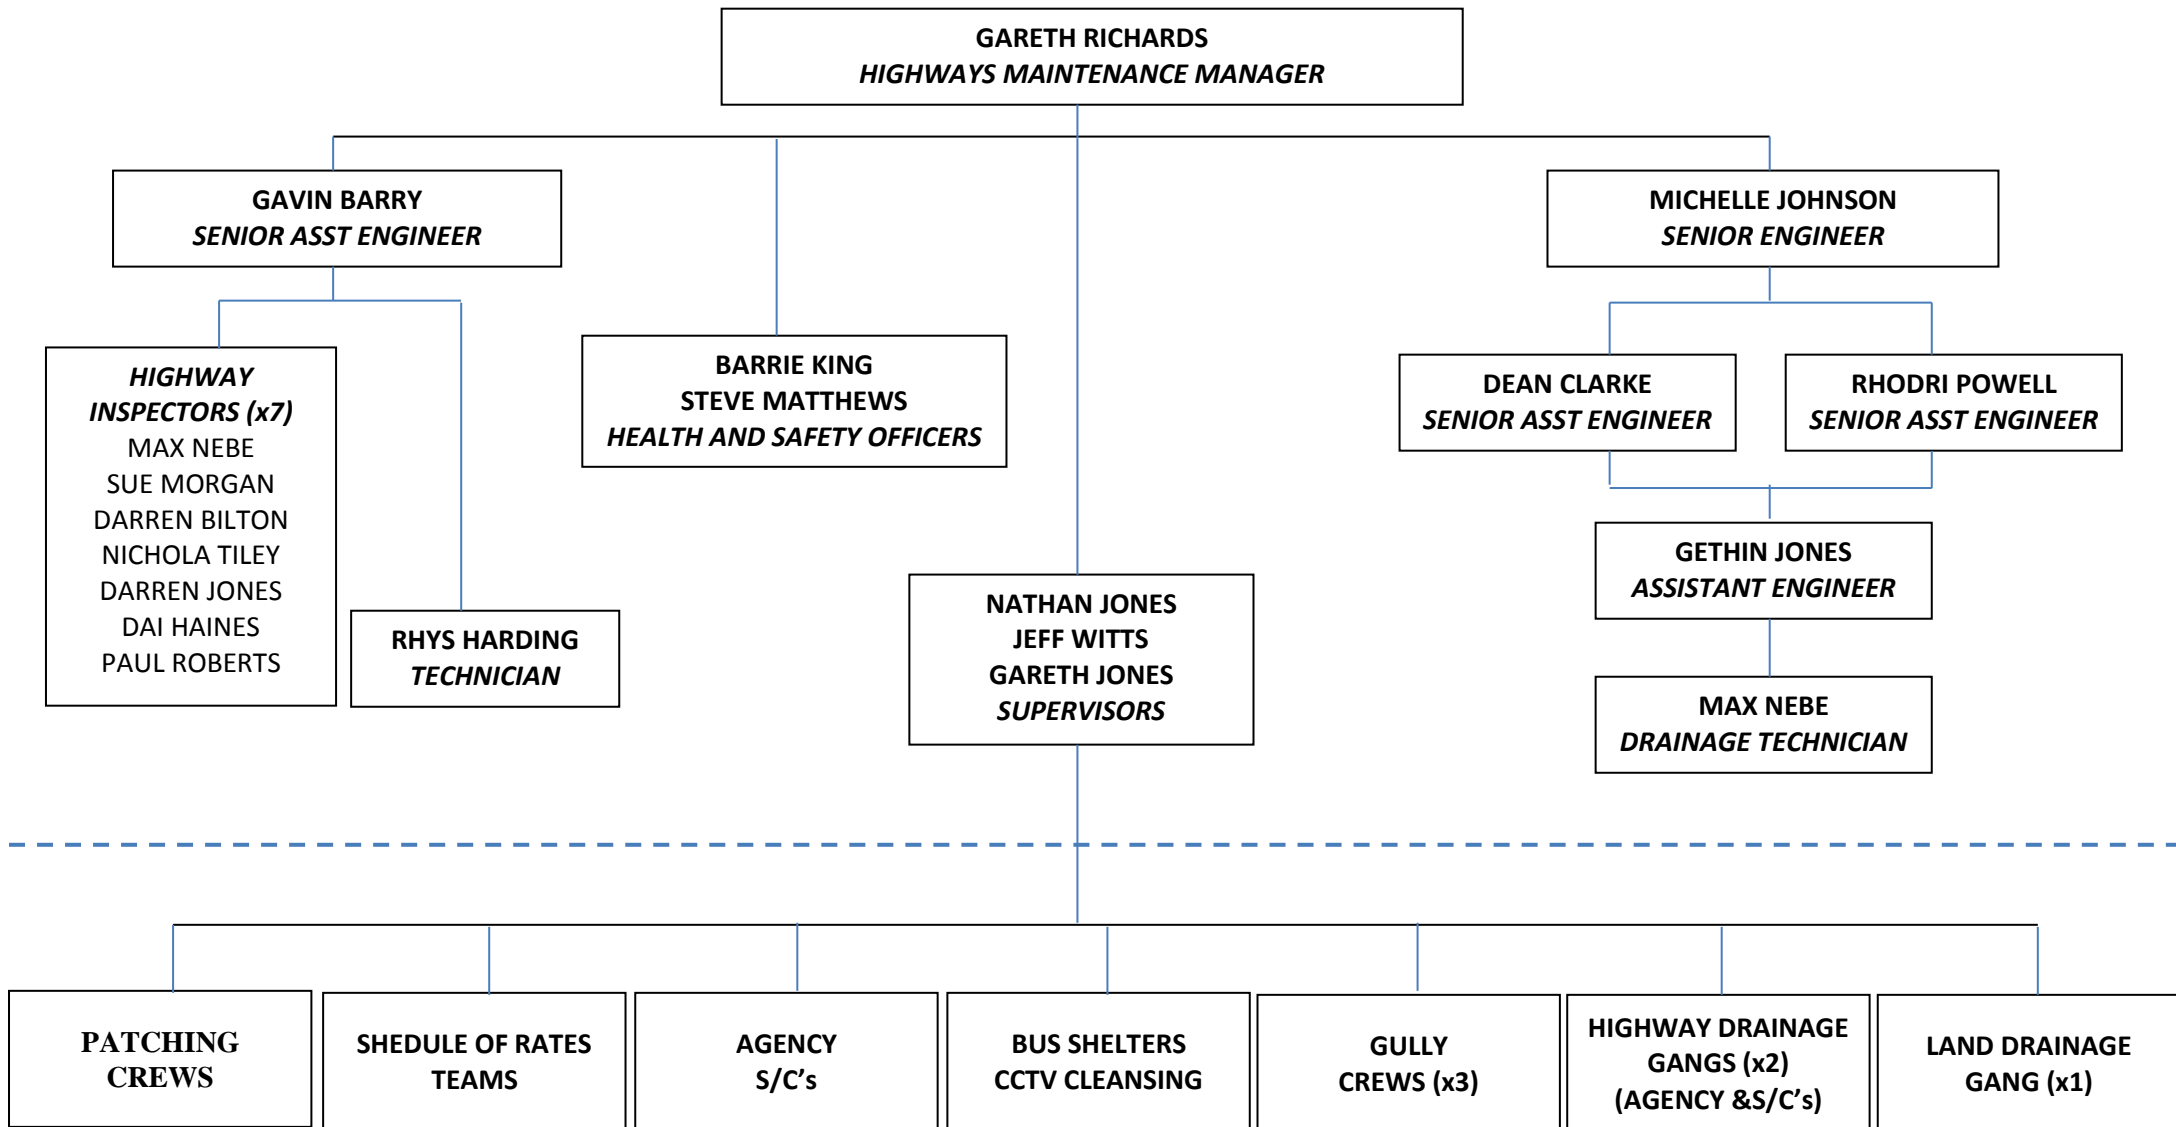 GARETH RICHARDS
HIGHWAYS MAINTENANCE MANAGER
GAVIN BARRY
SENIOR ASST ENGINEER
MICHELLE JOHNSON
SENIOR ENGINEER
HIGHWAY
INSPECTORS (x7)
MAX NEBE
SUE MORGAN
DARREN BILTON
NICHOLA TILEY
DARREN JONES
DAI HAINES
PAUL ROBERTS
RHYS HARDING
TECHNICIAN
BARRIE KING
STEVE MATTHEWS
HEALTH AND SAFETY OFFICERS
NATHAN JONES
JEFF WITTS
GARETH JONES
SUPERVISORS
DEAN CLARKE
SENIOR ASST ENGINEER
RHODRI POWELL
SENIOR ASST ENGINEER
GETHIN JONES
ASSISTANT ENGINEER
MAX NEBE
DRAINAGE TECHNICIAN
PATCHING
CREWS
SHEDULE OF RATES
TEAMS
AGENCY
S/C’s
BUS SHELTERS
CCTV CLEANSING
GULLY
CREWS (x3)
HIGHWAY DRAINAGE
GANGS (x2)
(AGENCY &S/C’s)
LAND DRAINAGE
GANG (x1)